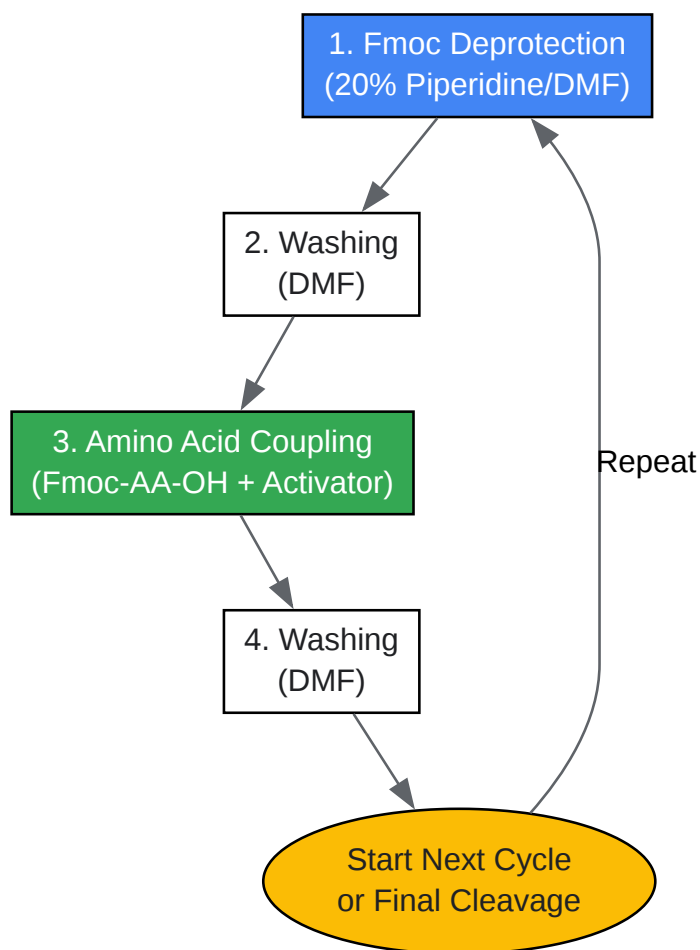 1. Fmoc Deprotection
(20% Piperidine/DMF)
2. Washing
(DMF)
3. Amino Acid Coupling
(Fmoc-AA-OH + Activator)
Repeat
4. Washing
(DMF)
Start Next Cycle
or Final Cleavage